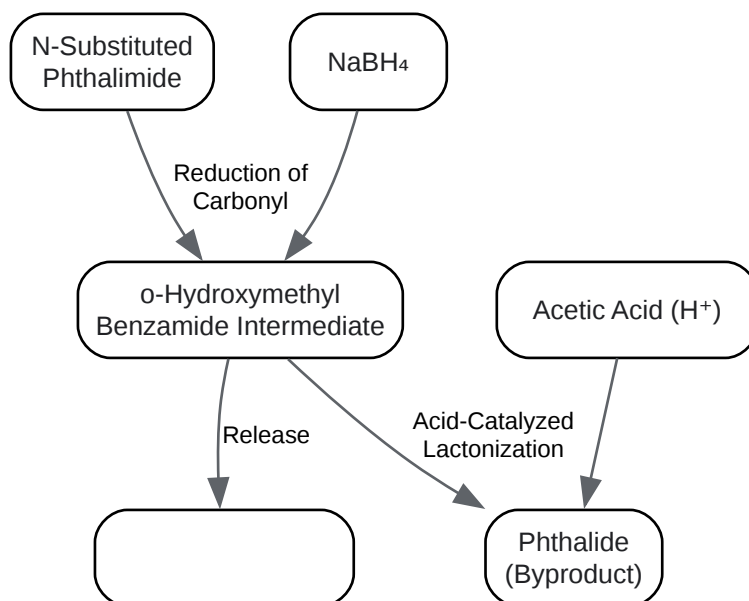 N-Substituted
Phthalimide
NaBH₄
Reduction of
Carbonyl
o-Hydroxymethyl
Benzamide Intermediate
Acetic Acid (H⁺)
Release
Acid-Catalyzed
Lactonization
Phthalide
(Byproduct)